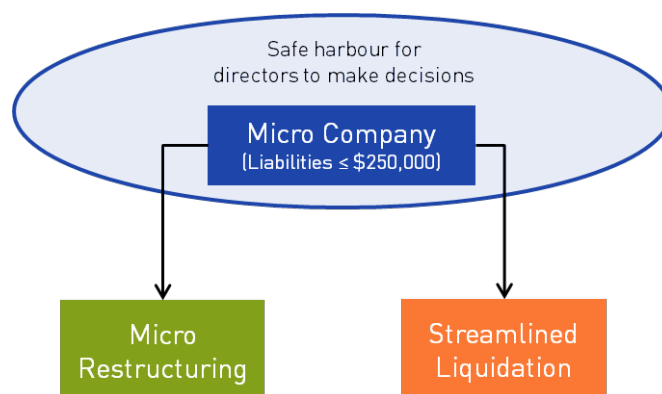 Safe harbour for
directors to make decisions
Micro Company
(Liabilities ≤ $250,000)
Micro
Restructuring
Streamlined
Liquidation